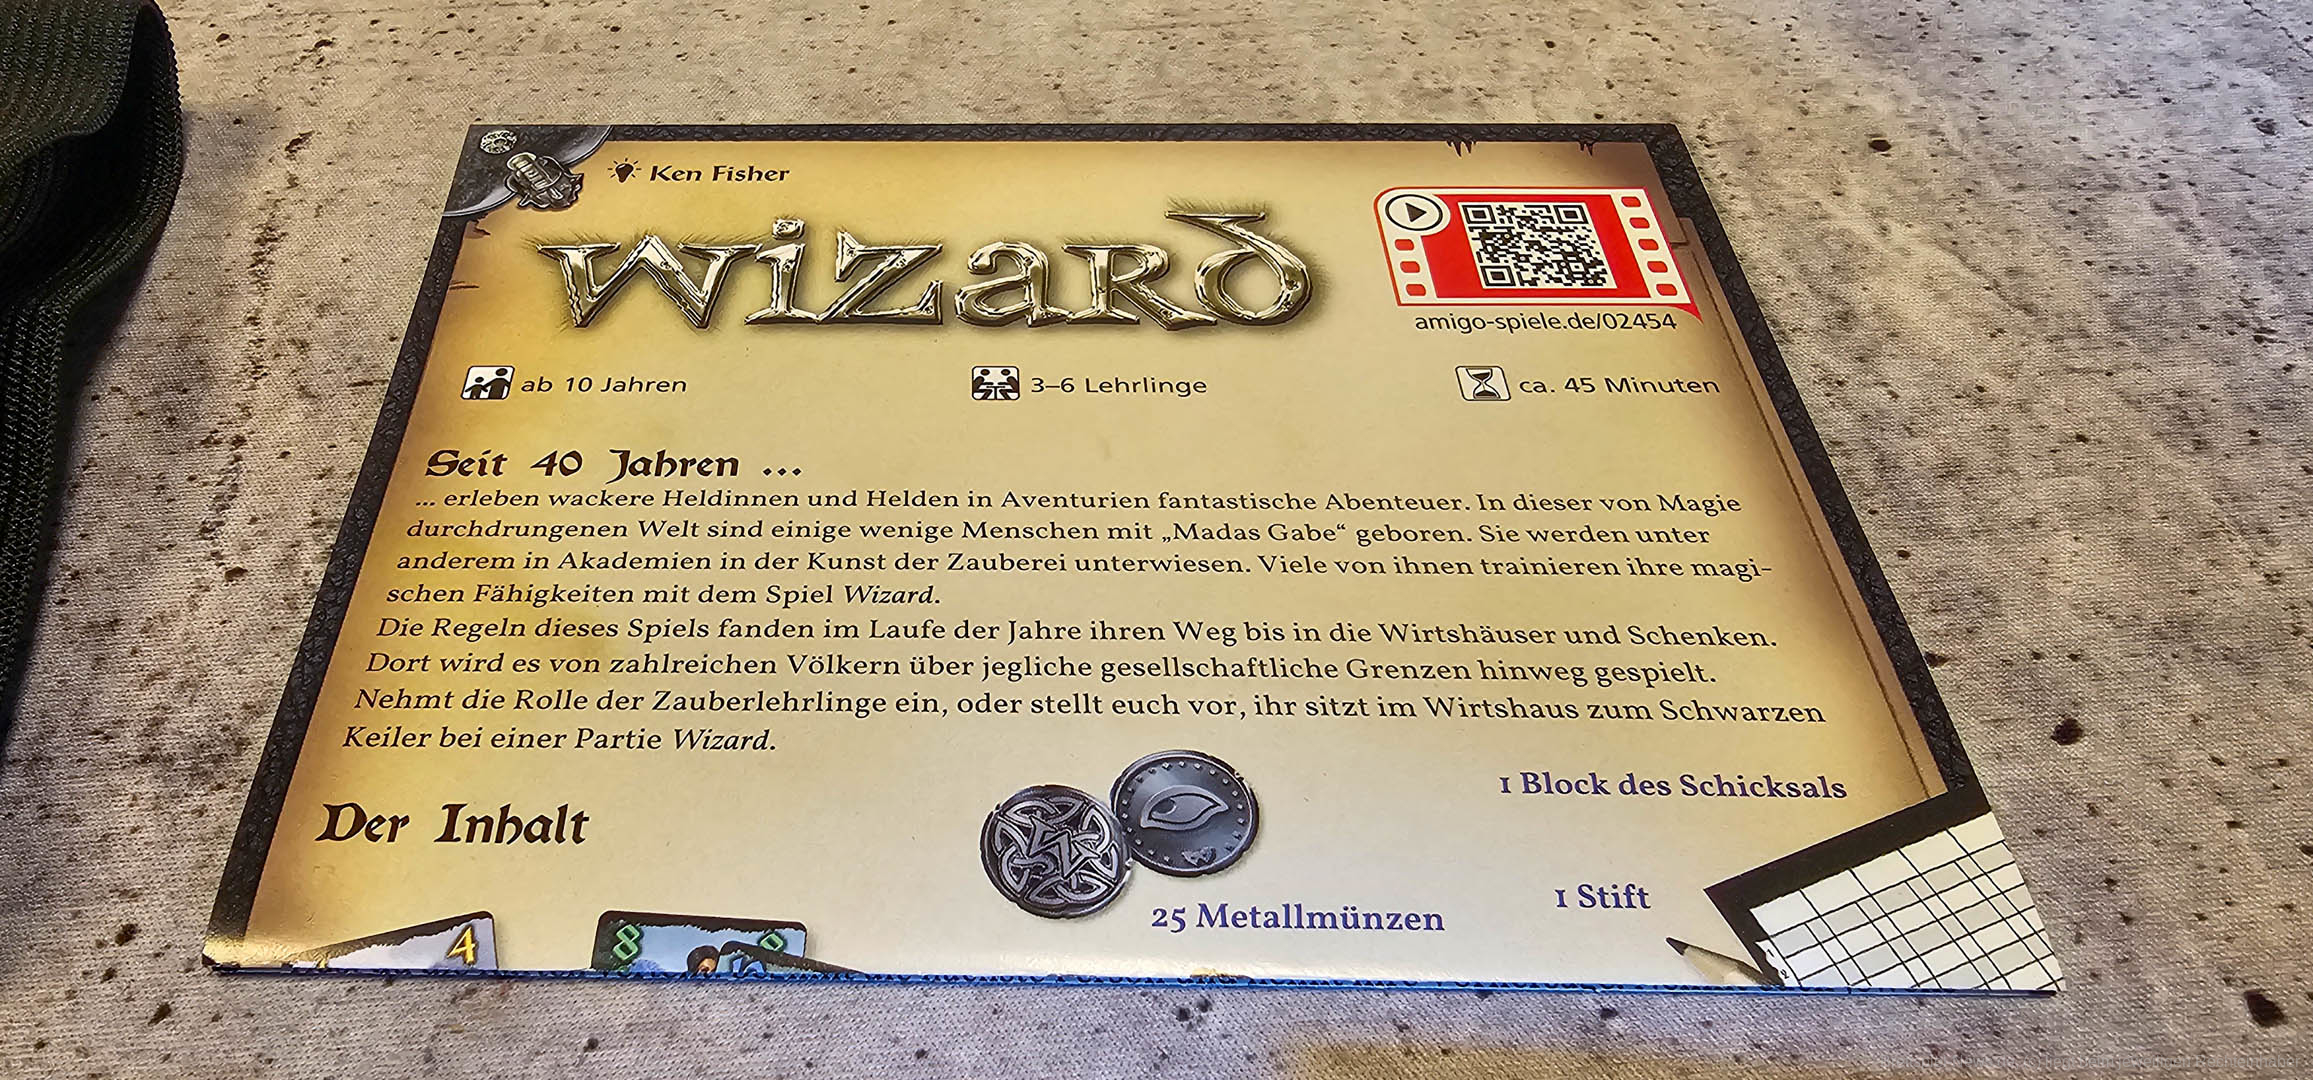 Ken Fisher
wizard
amigo-spiele.de/02454
ab 10 Jahren
3–6 Lehrlinge
ca. 45 Minuten
Seit 40 Jahren ...
... erleben wackere Heldinnen und Helden in Aventurien fantastische Abenteuer. In dieser von Magie
durchdrungenen Welt sind einige wenige Menschen mit „Madas Gabe“ geboren. Sie werden unter
anderem in Akademien in der Kunst der Zauberei unterwiesen. Viele von ihnen trainieren ihre magi-
schen Fähigkeiten mit dem Spiel Wizard.
Die Regeln dieses Spiels fanden im Laufe der Jahre ihren Weg bis in die Wirtshäuser und Schenken.
Dort wird es von zahlreichen Völkern über jegliche gesellschaftliche Grenzen hinweg gespielt.
Nehmt die Rolle der Zauberlehrlinge ein, oder stellt euch vor, ihr sitzt im Wirtshaus zum Schwarzen
Keiler bei einer Partie Wizard.
Der Inhalt
1 Block des Schicksals
1 Stift
25 Metallmünzen
4
8